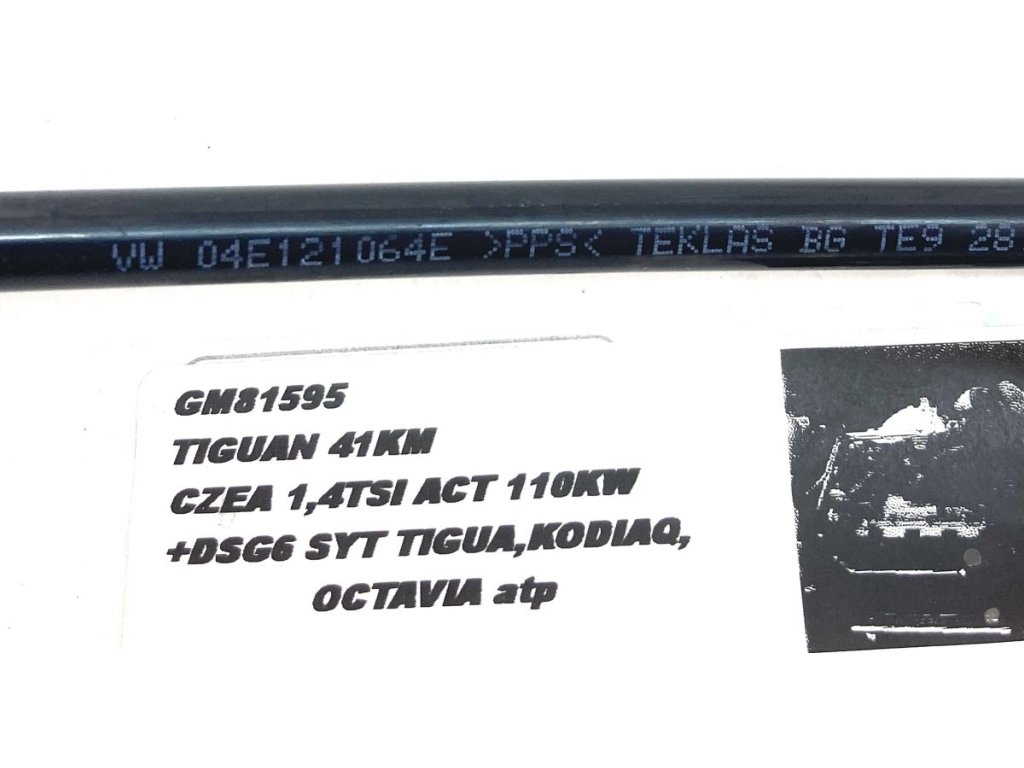 VW 04E121064E >PPS< TEKLAS BG TE9 28
GM81595
TIGUAN 41KM
CZEA 1,4TSI ACT 110KW
+DSG6 SYT TIGUA,KODIAQ,
OCTAVIA atp